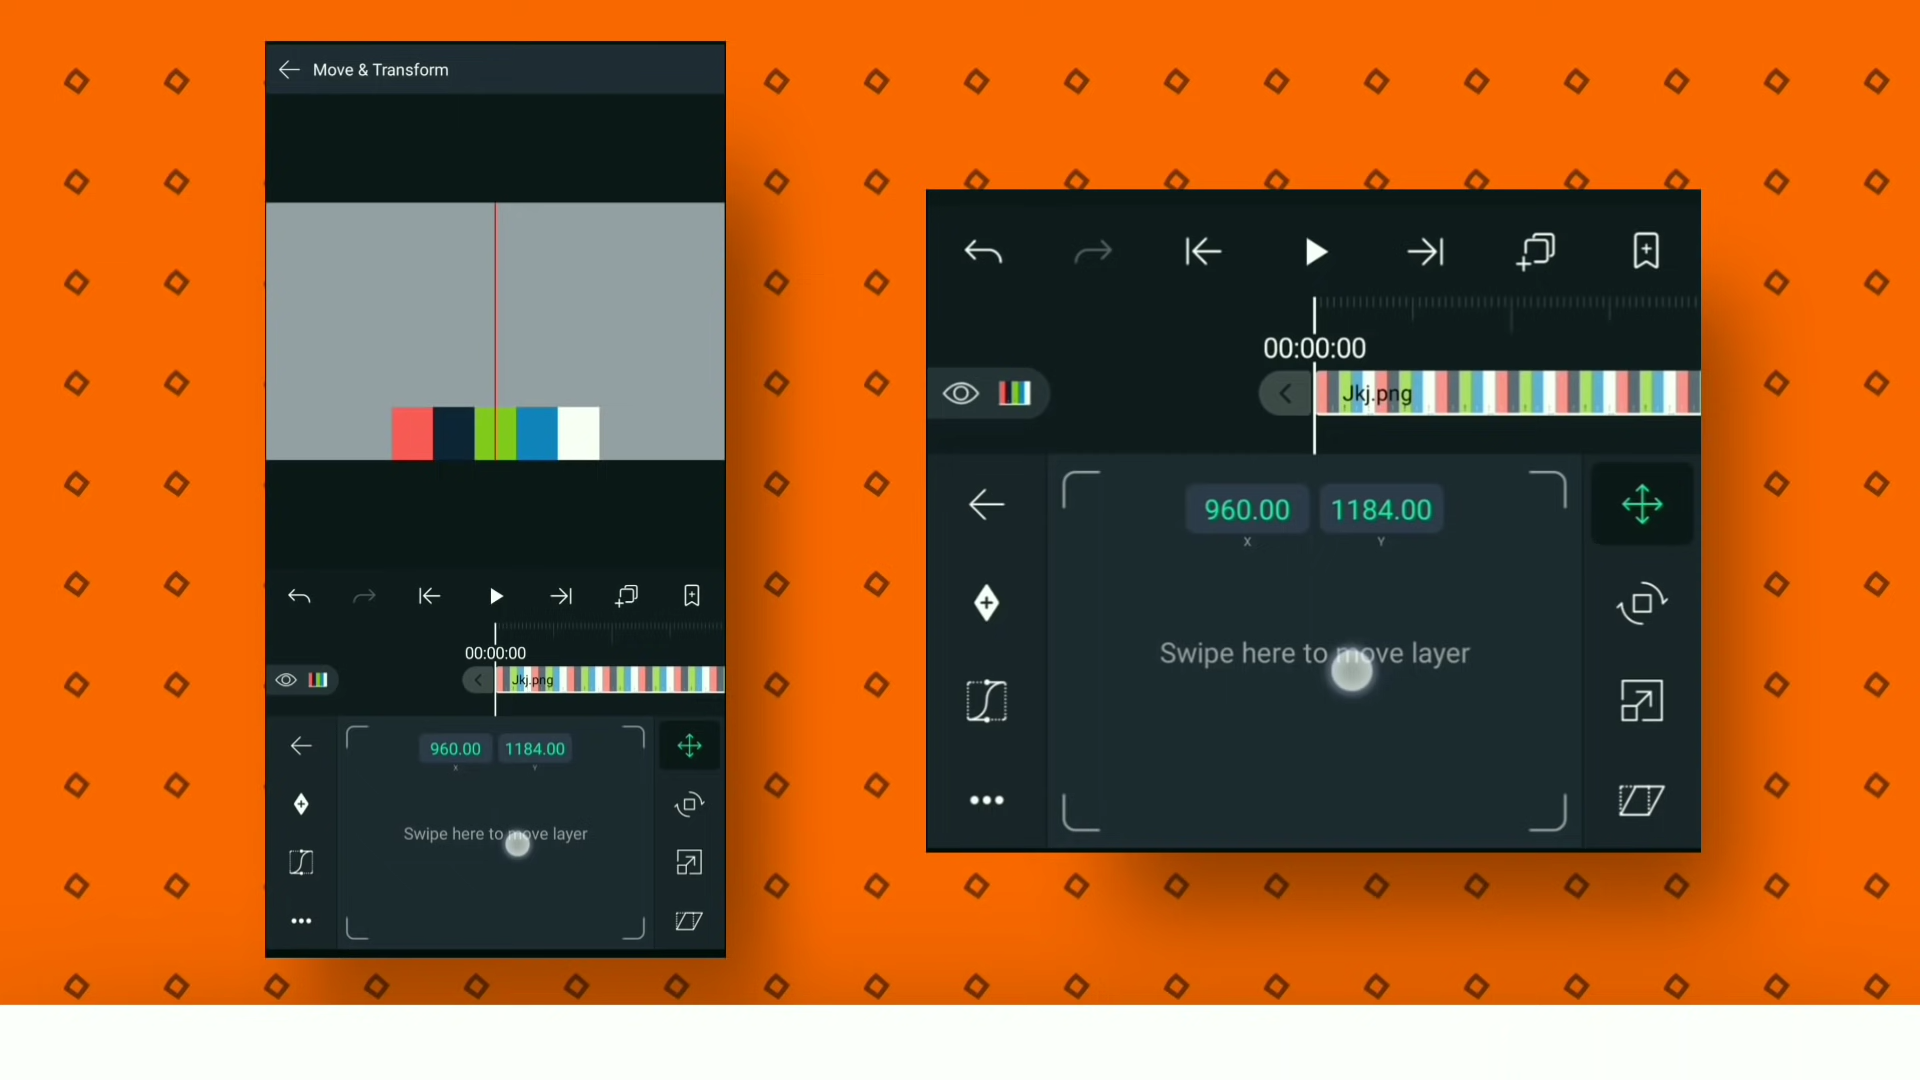 Move & Transform
00:00:00
Jkj.png
960.00 1184.00
X Y
Swipe here to move layer
00:00:00
Jkj.png
960.00 1184.00
X Y
Swipe here to move layer